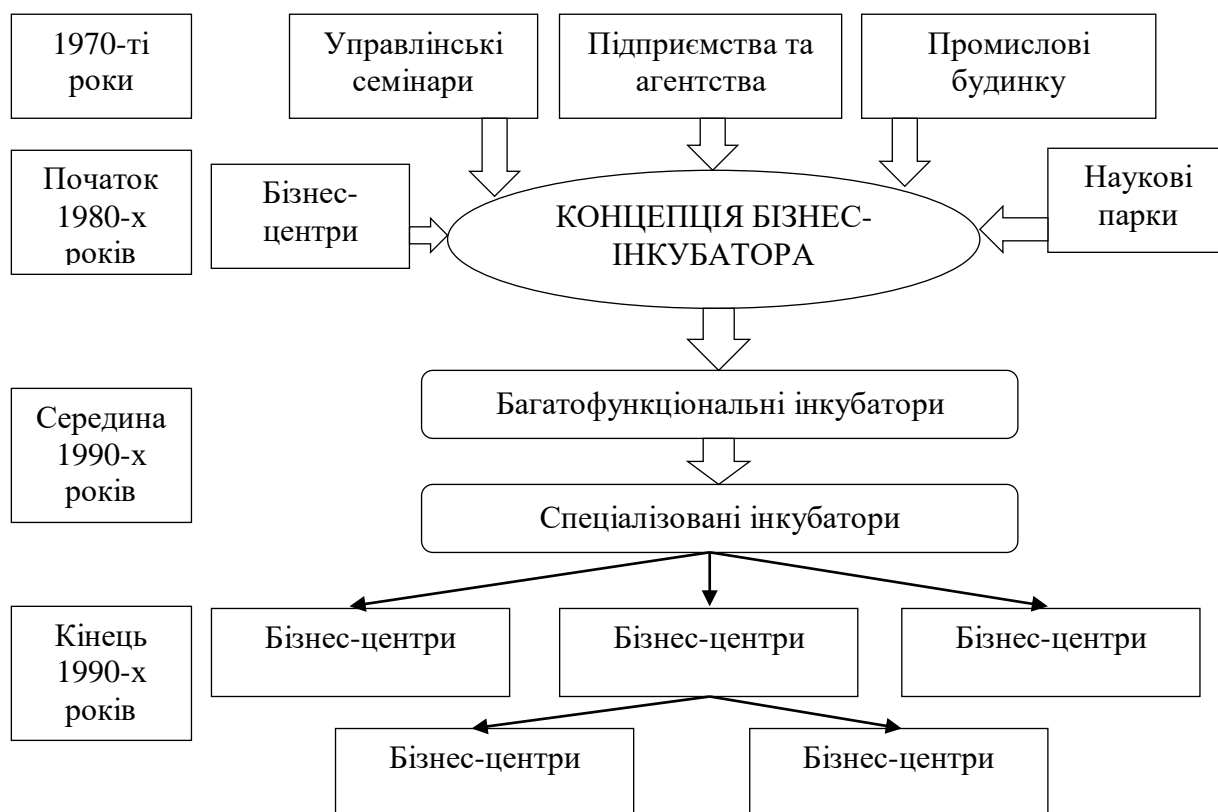 1970-ті
роки
Управлінські
семінари
Підприємства та
агентства
Промислові
будинку
Початок
1980-х
років
Бізнес-
центри
КОНЦЕПЦІЯ БІЗНЕС-
ІНКУБАТОРА
Наукові
парки
Середина
1990-х
років
Багатофункціональні інкубатори
Спеціалізовані інкубатори
Кінець
1990-х
років
Бізнес-центри
Бізнес-центри
Бізнес-центри
Бізнес-центри
Бізнес-центри